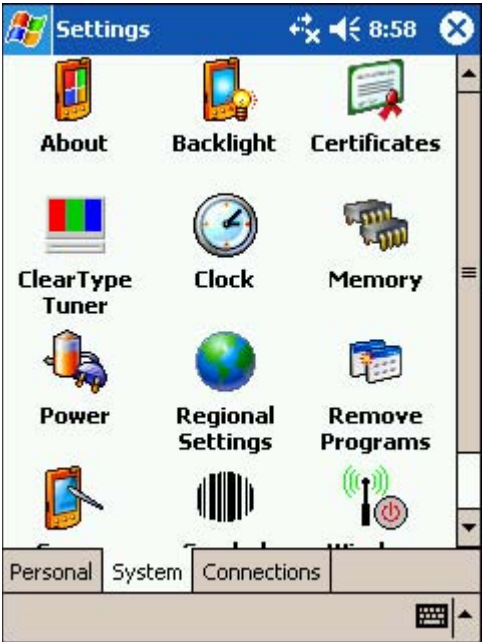 Settings 8:58
About Backlight Certificates
ClearType Clock Memory
Tuner
Power Regional Remove
Settings Programs
Personal System Connections